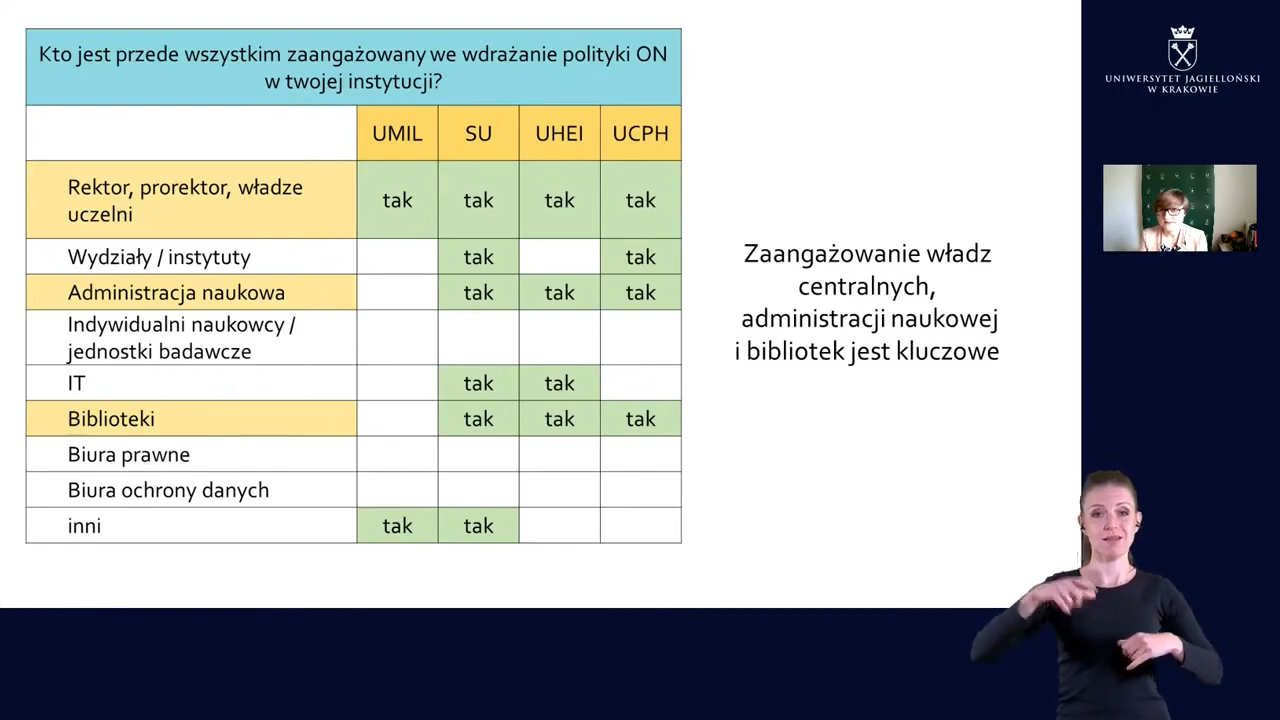 Kto jest przede wszystkim zaangażowany we wdrażanie polityki ON
w twojej instytucji?
UMIL SU UHEI UCPH
Rektor, prorektor, władze
uczelni
tak tak tak tak
Wydziały / instytuty tak tak
Administracja naukowa tak tak tak
Indywidualni naukowcy /
jednostki badawcze
IT tak tak
Biblioteki tak tak tak
Biura prawne
Biura ochrony danych
inni tak tak
Zaangażowanie władz
centralnych,
administracji naukowej
i bibliotek jest kluczowe
UNIWERSYTET JAGIELLOŃSKI
W KRAKOWIE